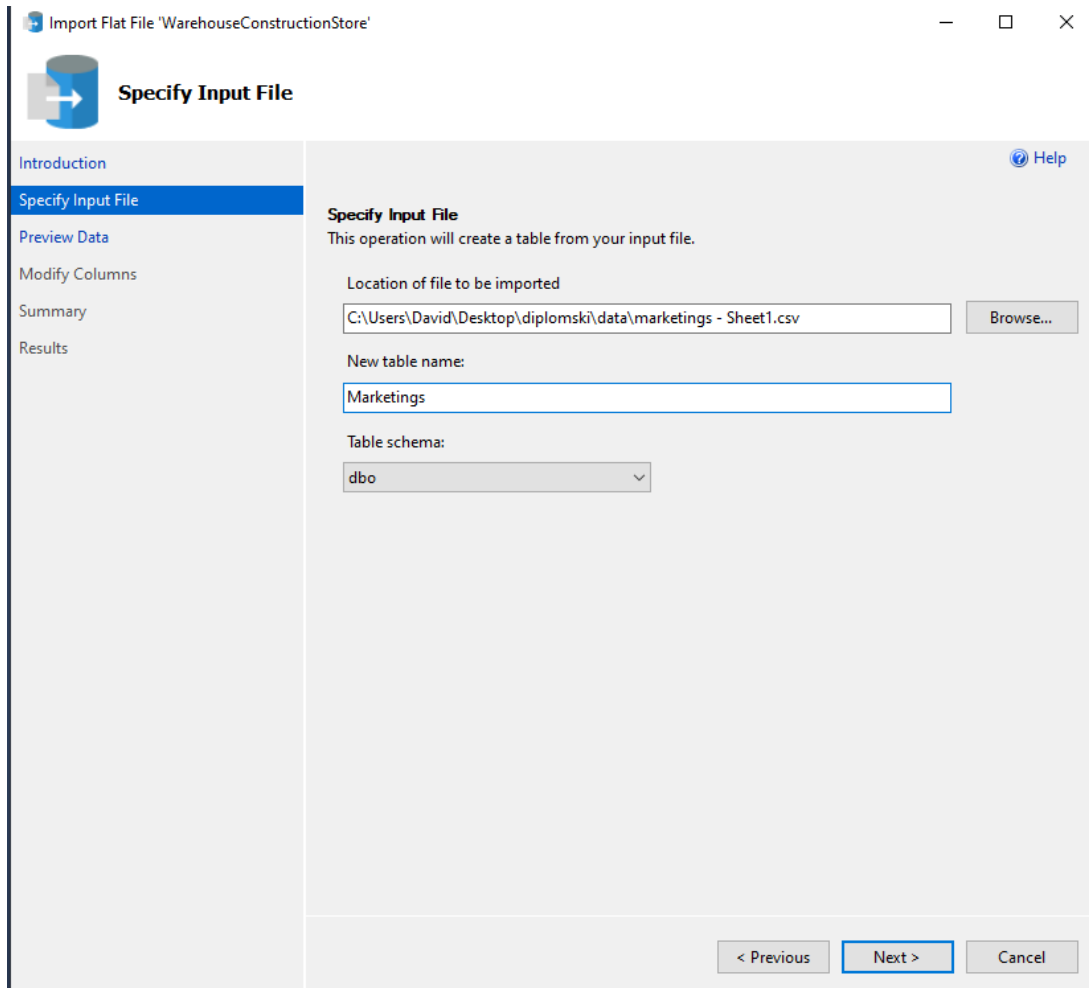 Import Flat File 'WarehouseConstructionStore'
Specify Input File
Introduction
Specify Input File
Preview Data
Modify Columns
Summary
Results
Help
Specify Input File
This operation will create a table from your input file.
Location of file to be imported
C:\Users\David\Desktop\diplomski\data\marketings - Sheet1.csv
Browse...
New table name:
Marketings
Table schema:
dbo
< Previous
Next >
Cancel